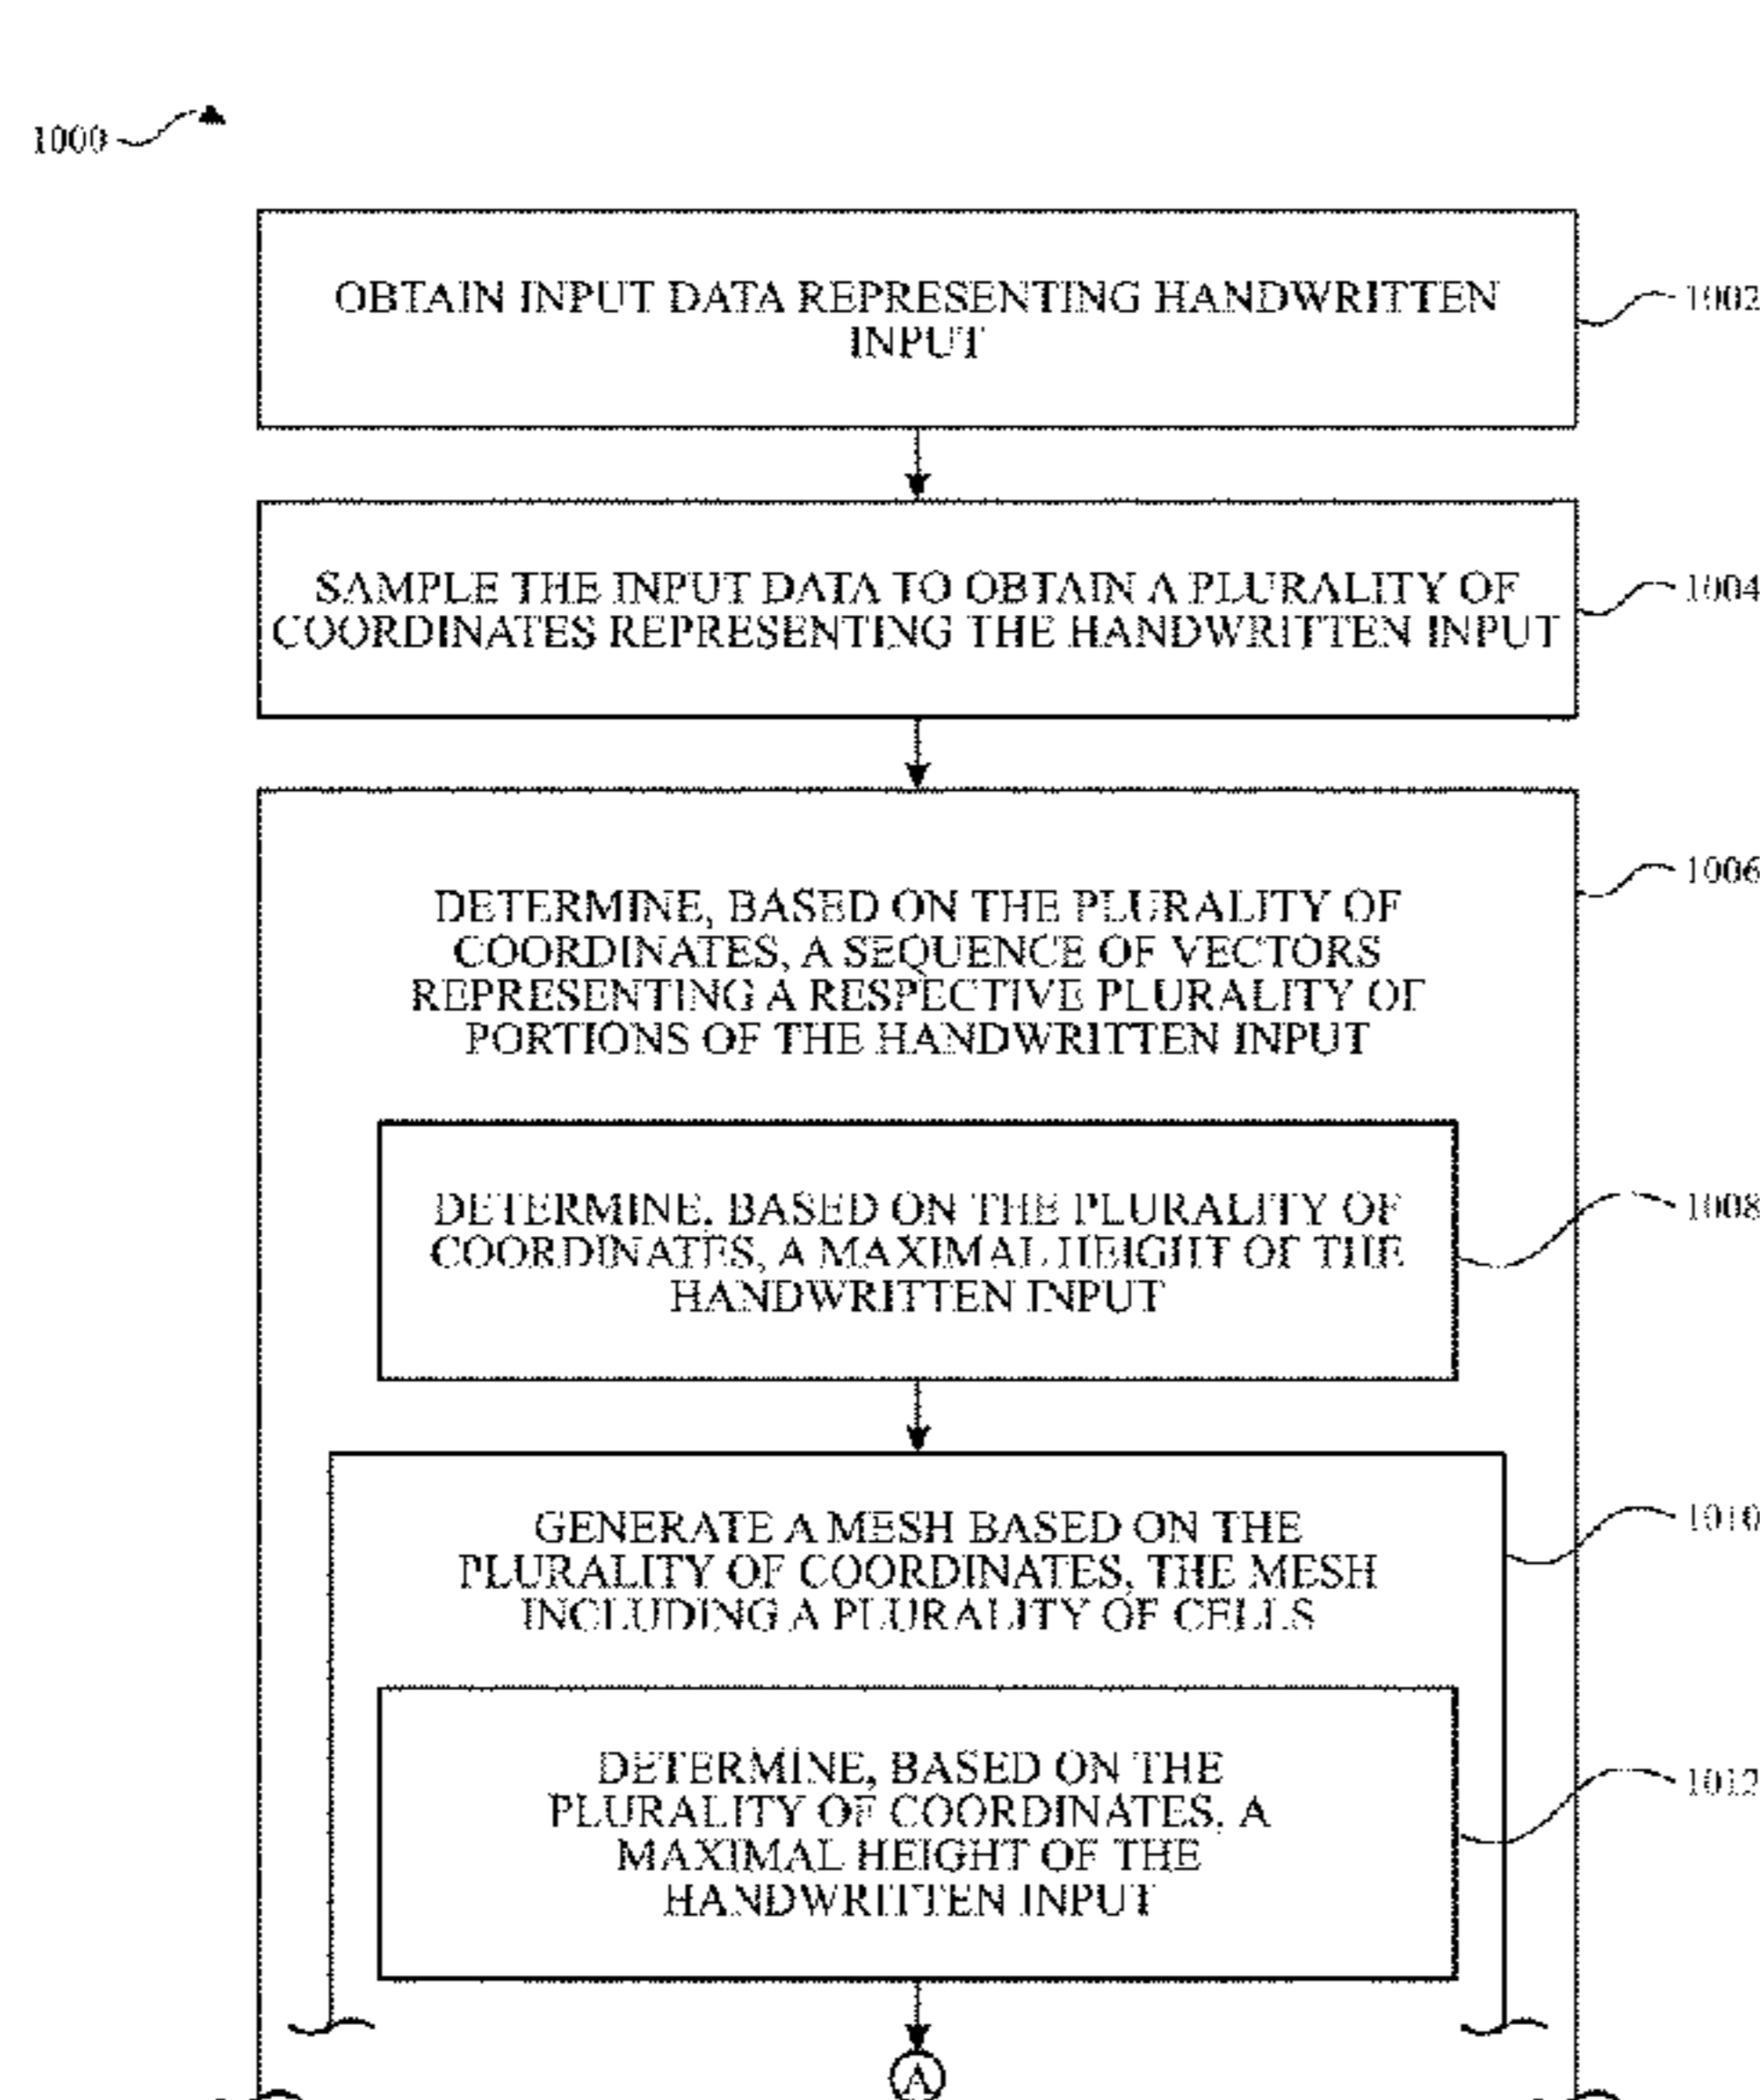 1000
OBTAIN INPUT DATA REPRESENTING HANDWRITTEN
INPUT
1002
SAMPLE THE INPUT DATA TO OBTAIN A PLURALITY OF
COORDINATES REPRESENTING THE HANDWRITTEN INPUT
1004
1006
DETERMINE, BASED ON THE PLURALITY OF
COORDINATES, A SEQUENCE OF VECTORS
REPRESENTING A RESPECTIVE PLURALITY OF
PORTIONS OF THE HANDWRITTEN INPUT
DETERMINE, BASED ON THE PLURALITY OF
COORDINATES, A MAXIMAL HEIGHT OF THE
HANDWRITTEN INPUT
1008
GENERATE A MESH BASED ON THE
PLURALITY OF COORDINATES, THE MESH
INCLUDING A PLURALITY OF CELLS
1010
DETERMINE, BASED ON THE
PLURALITY OF COORDINATES, A
MAXIMAL HEIGHT OF THE
HANDWRITTEN INPUT
1012
A